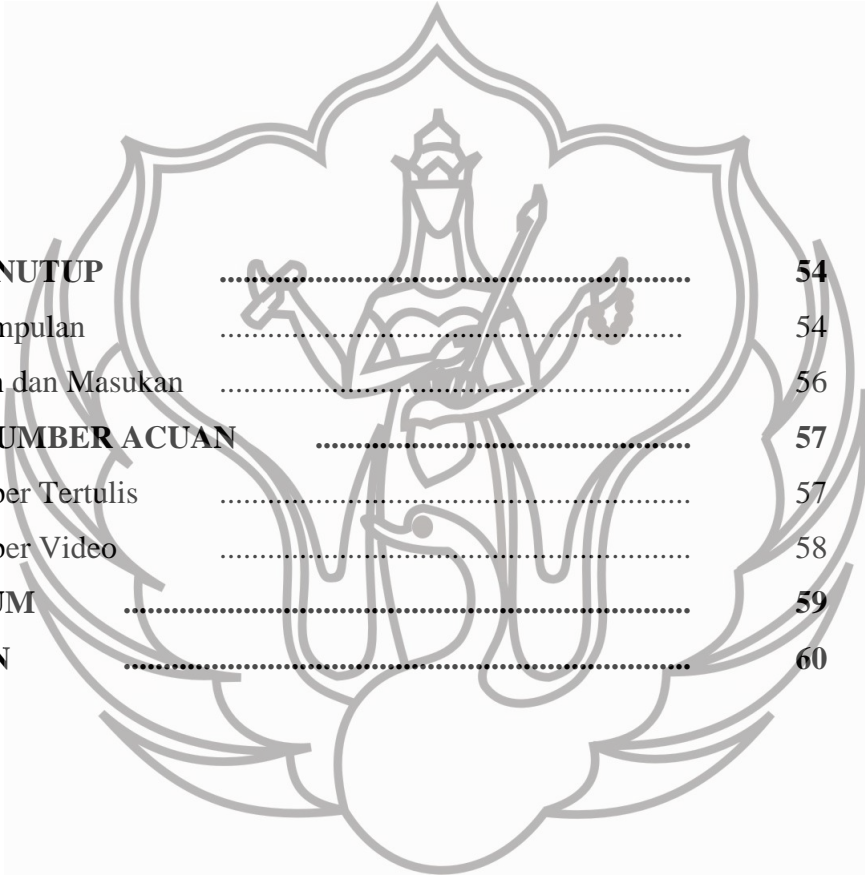 NUTUP ........................................ 54
mpulan ........................................ 54
n dan Masukan ........................................ 56
UMBER ACUAN ........................................ 57
ber Tertulis ........................................ 57
ber Video ........................................ 58
UM ........................................ 59
N ........................................ 60